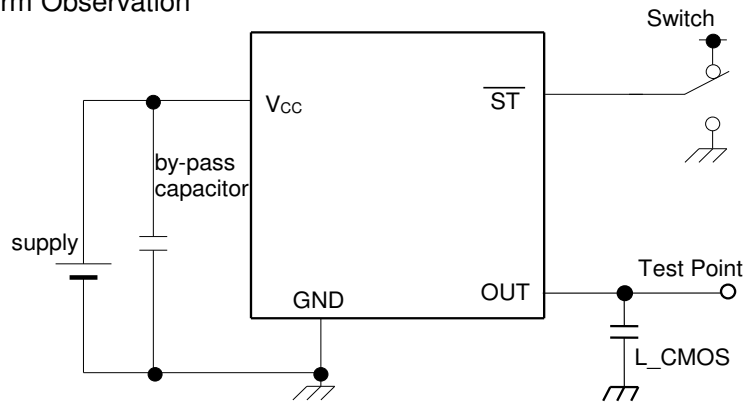 rm Observation
Switch
VCC
ST
by-pass
capacitor
supply
Test Point
GND
OUT
L_CMOS